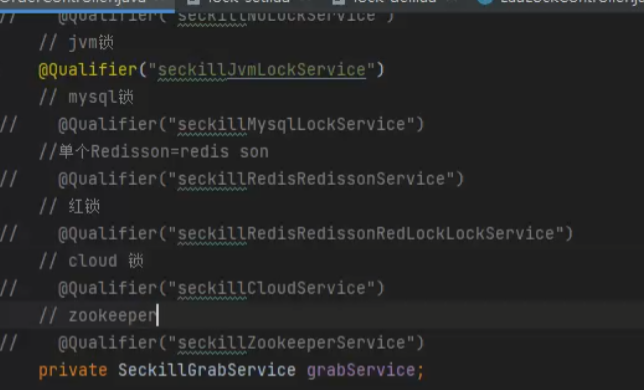 //    @Qualifier("seckillNoLockService")
// jvm锁
@Qualifier("seckillJvmLockService")
// mysql锁
//    @Qualifier("seckillMysqlLockService")
//单个Redisson=redis son
//    @Qualifier("seckillRedisRedissonService")
// 红锁
//    @Qualifier("seckillRedisRedissonRedLockLockService")
// cloud 锁
//    @Qualifier("seckillCloudService")
// zookeeper
//    @Qualifier("seckillZookeeperService")
private SeckillGrabService grabService;